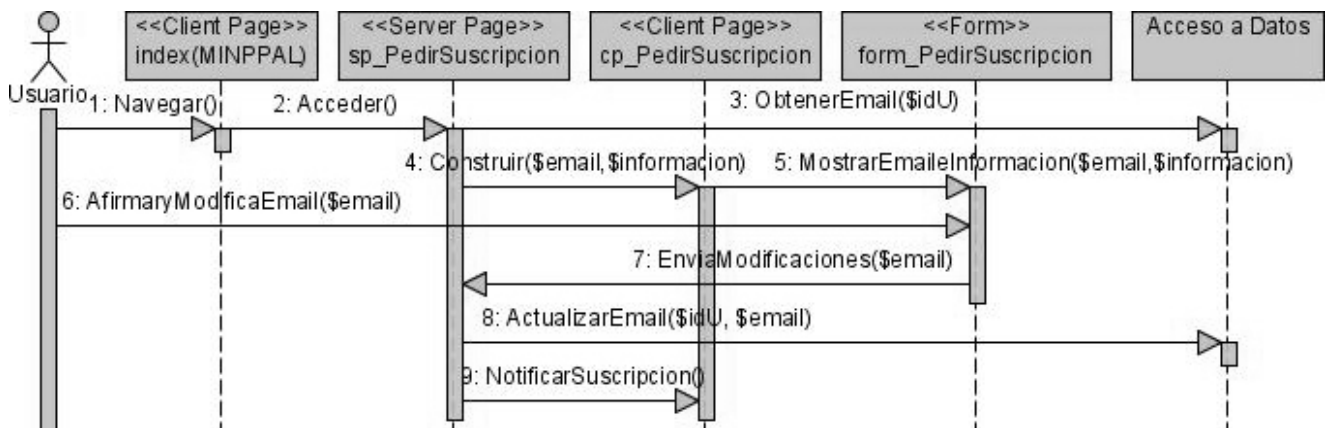 <<Client Page>>
index(MINPPAL)
<<Server Page>>
sp_PedirSuscripcion
<<Client Page>>
cp_PedirSuscripcion
<<Form>>
form_PedirSuscripcion
Acceso a Datos
Usuario
1: Navegar()
2: Acceder()
3: ObtenerEmail($idU)
4: Construir($email,$informacion)
5: MostrarEmaileInformacion($email,$informacion)
6: AfirmaryModificaEmail($email)
7: EnviaModificaciones($email)
8: ActualizarEmail($idU, $email)
9: NotificarSuscripcion()